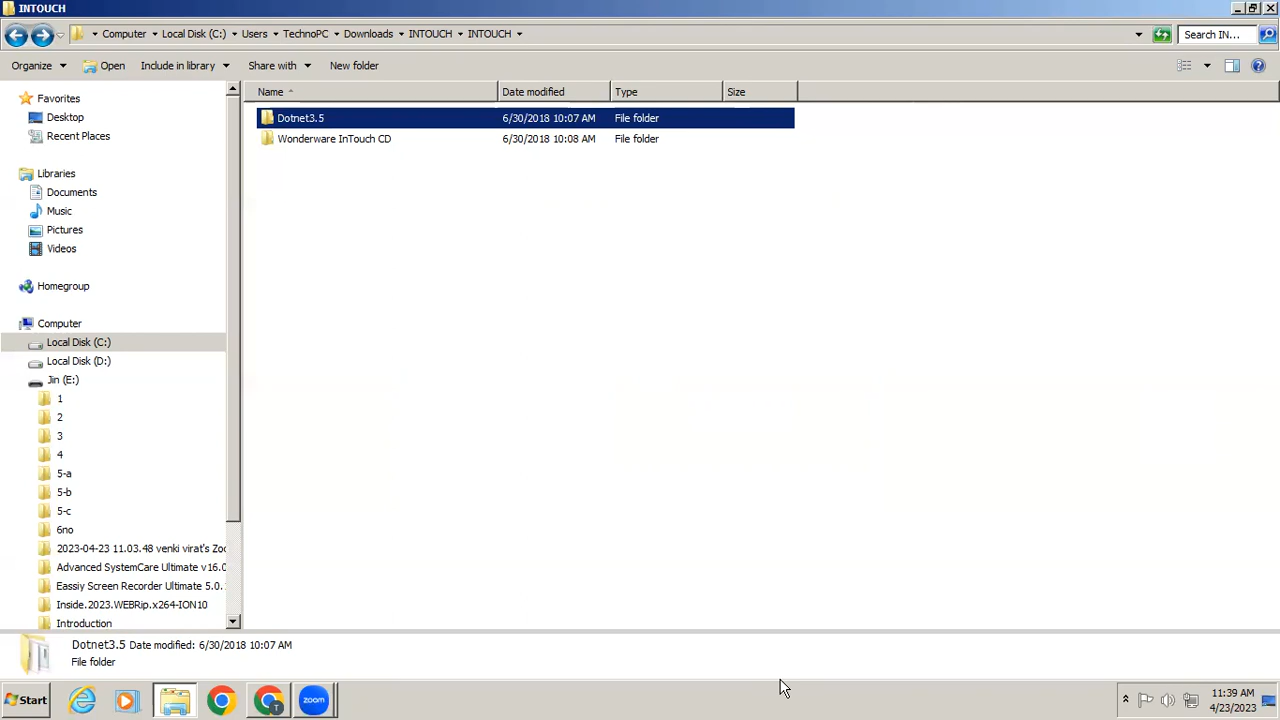 INTOUCH
Computer Local Disk (C:) Users TechnoPC Downloads INTOUCH INTOUCH Search IN...
Organize Open Include in library Share with New folder
Name Date modified Type Size
Dotnet3.5 6/30/2018 10:07 AM File folder
Wonderware InTouch CD 6/30/2018 10:08 AM File folder
Favorites
Desktop
Recent Places
Libraries
Documents
Music
Pictures
Videos
Homegroup
Computer
Local Disk (C:)
Local Disk (D:)
Jin (E:)
1
2
3
4
5-a
5-b
5-c
6no
2023-04-23 11.03.48 venki virat's Zoo
Advanced SystemCare Ultimate v16.0
Eassiy Screen Recorder Ultimate 5.0.
Inside.2023.WEBRip.x264-ION10
Introduction
Dotnet3.5 Date modified: 6/30/2018 10:07 AM
File folder
Start zoom T 11:39 AM
4/23/2023